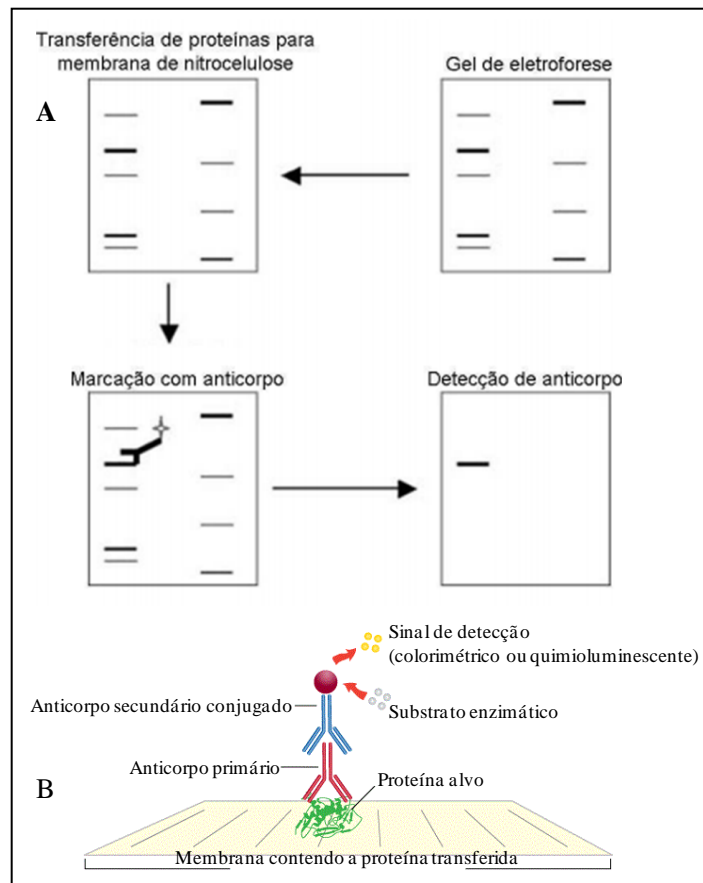 Transferência de proteínas para
membrana de nitrocelulose
Gel de eletroforese
A
Marcação com anticorpo
Detecção de anticorpo
Sinal de detecção
(colorimétrico ou quimioluminescente)
Anticorpo secundário conjugado
Substrato enzimático
Anticorpo primário
Proteína alvo
B
Membrana contendo a proteína transferida